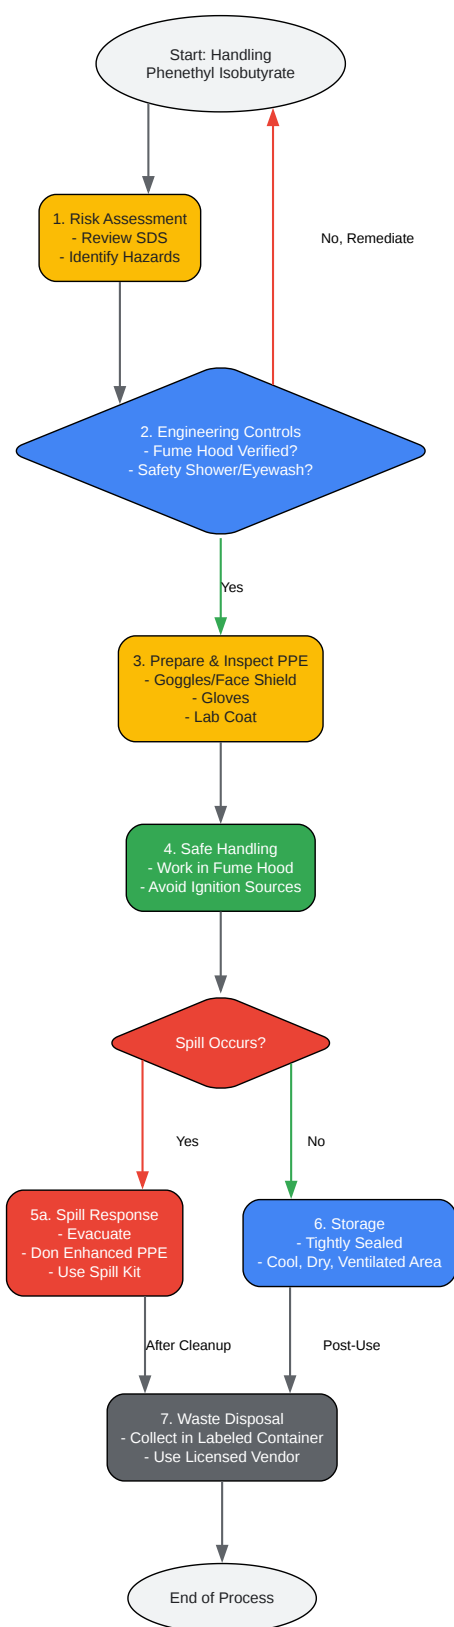 Start: Handling
Phenethyl Isobutyrate
1. Risk Assessment
- Review SDS
- Identify Hazards
No, Remediate
2. Engineering Controls
- Fume Hood Verified?
- Safety Shower/Eyewash?
Yes
3. Prepare & Inspect PPE
- Goggles/Face Shield
- Gloves
- Lab Coat
4. Safe Handling
- Work in Fume Hood
- Avoid Ignition Sources
Spill Occurs?
Yes
No
5a. Spill Response
- Evacuate
- Don Enhanced PPE
- Use Spill Kit
6. Storage
- Tightly Sealed
- Cool, Dry, Ventilated Area
After Cleanup
Post-Use
7. Waste Disposal
- Collect in Labeled Container
- Use Licensed Vendor
End of Process